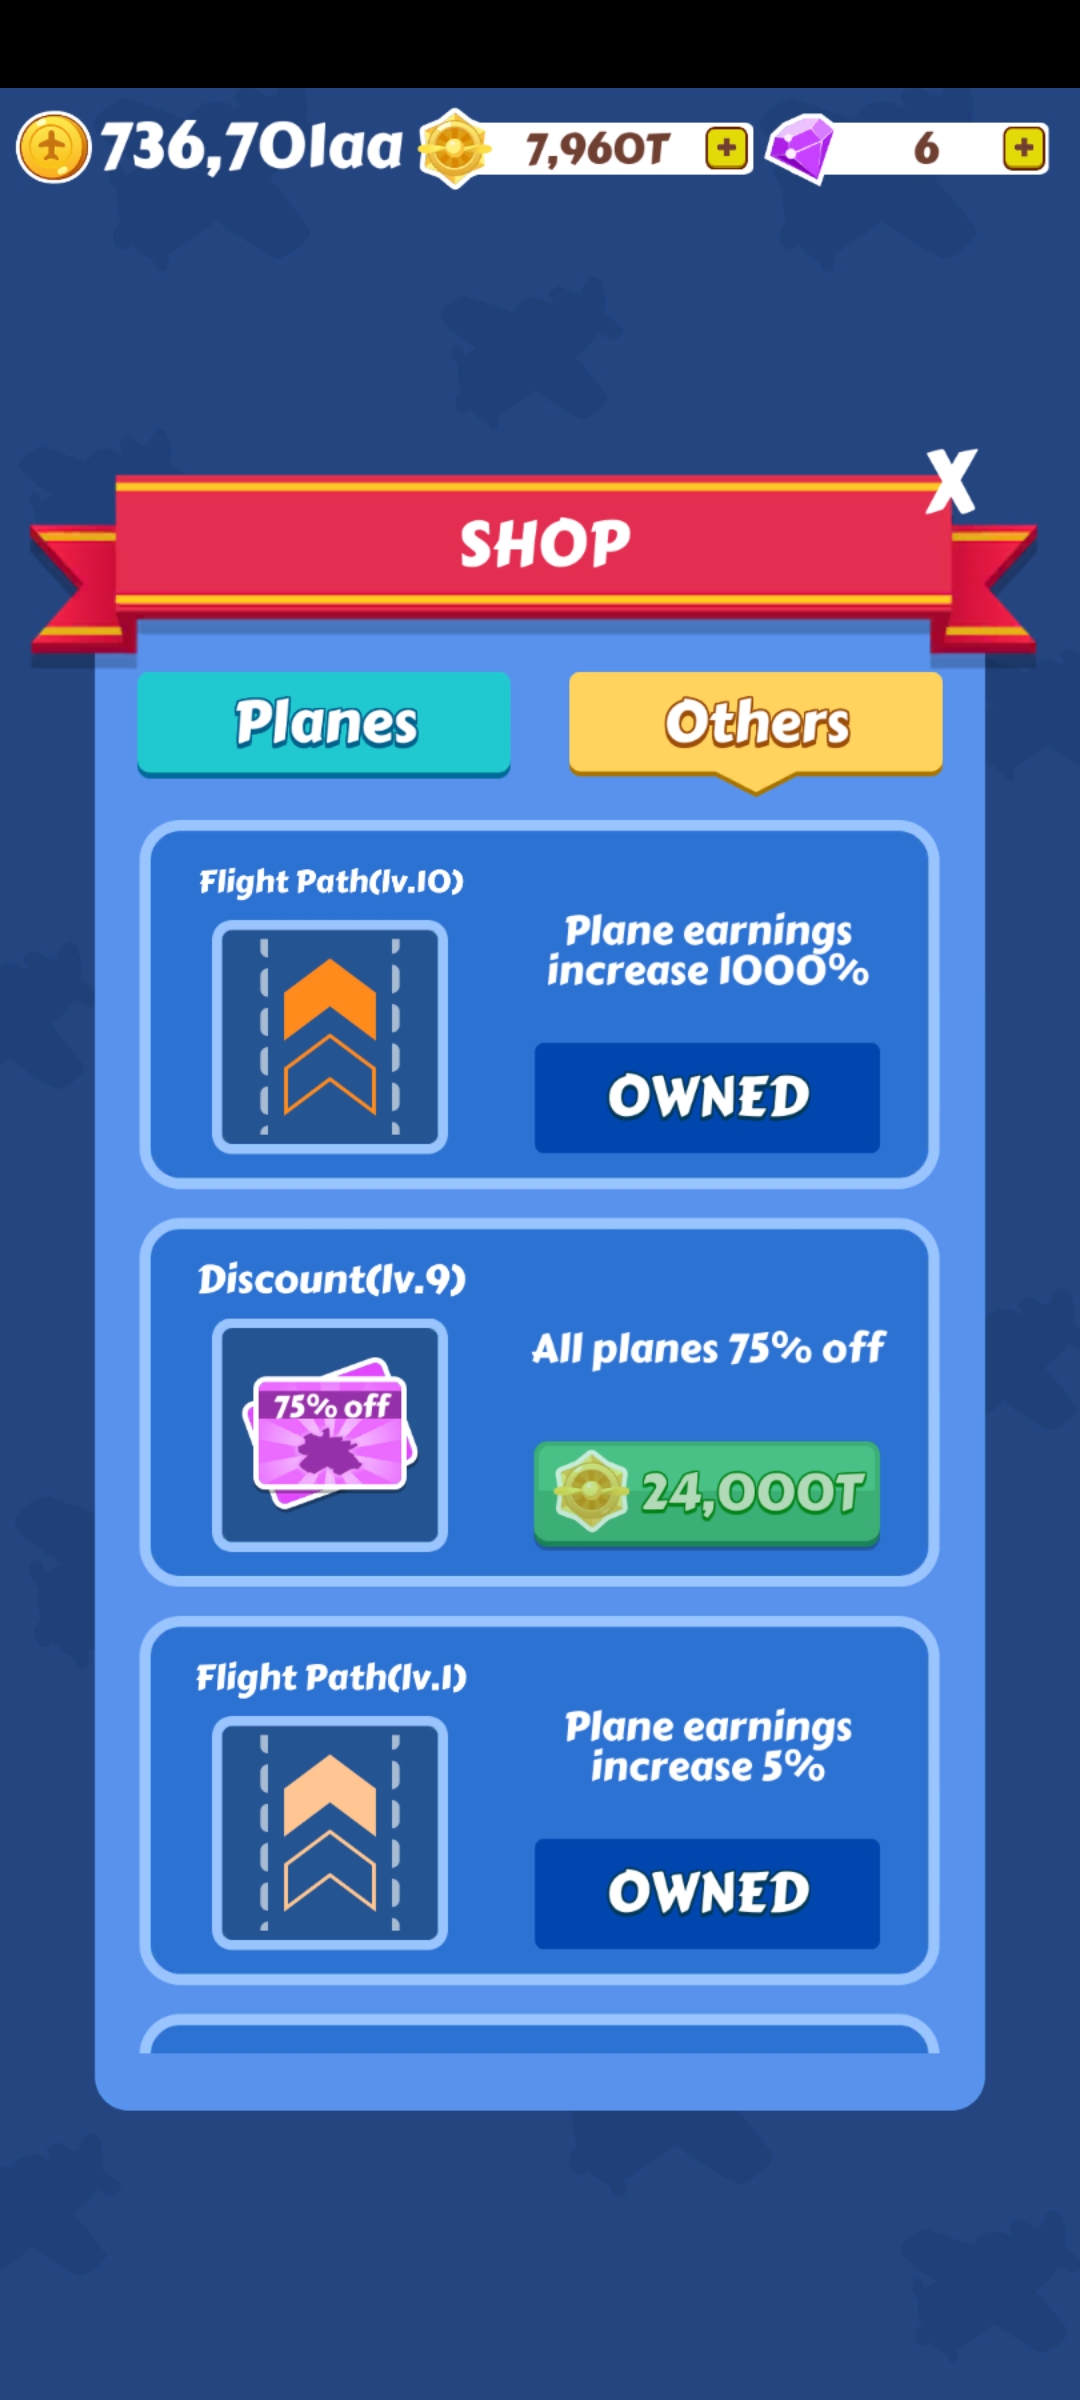 736,701aa 7,960T + 6 +
X
SHOP
Planes Others
Flight Path(lv.10)
Plane earnings
increase 1000%
OWNED
Discount(lv.9)
All planes 75% off
75% off
24,000T
Flight Path(lv.1)
Plane earnings
increase 5%
OWNED